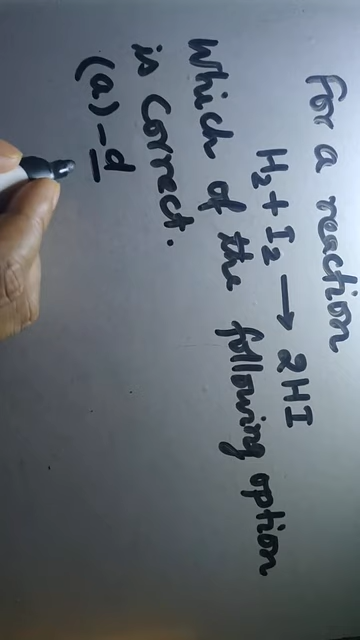 For a reaction
H₂ + I₂ → 2HI
Which of the following option
is correct.
(a) - d